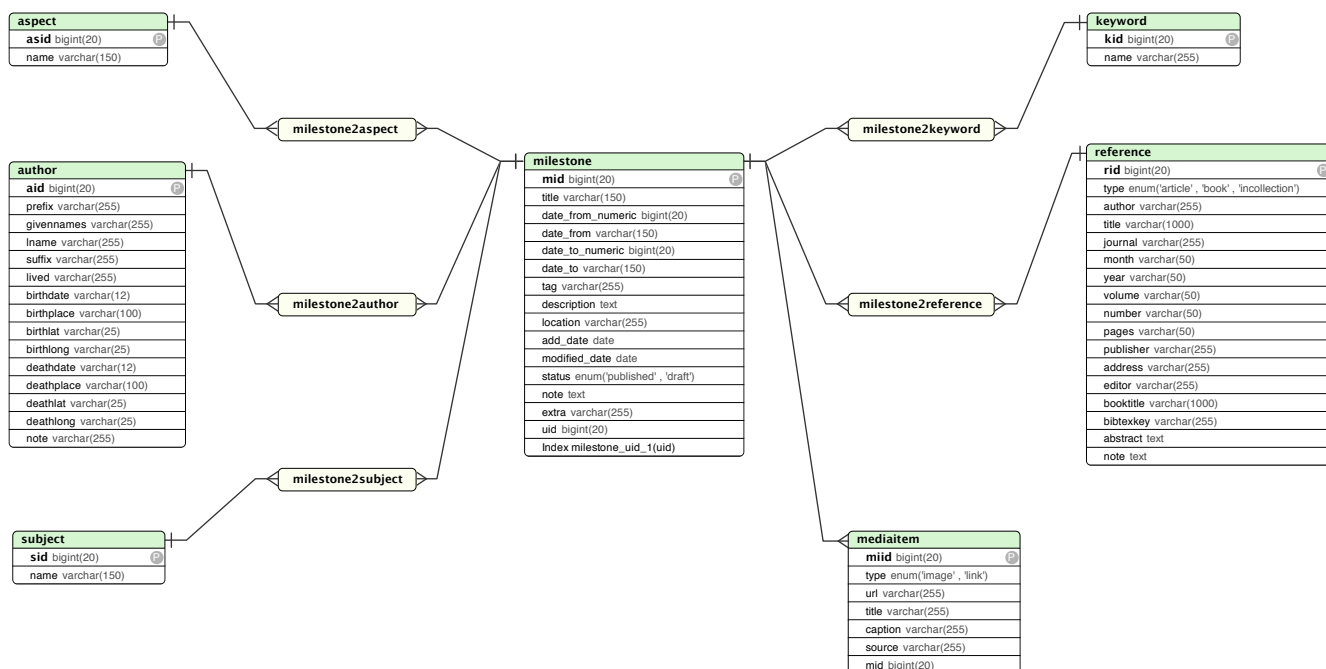 aspect
asid bigint(20) P
name varchar(150)
keyword
kid bigint(20) P
name varchar(255)
milestone2aspect
milestone2keyword
author
aid bigint(20) P
prefix varchar(255)
givennames varchar(255)
lname varchar(255)
suffix varchar(255)
lived varchar(255)
birthdate varchar(12)
birthplace varchar(100)
birthlat varchar(25)
birthlong varchar(25)
deathdate varchar(12)
deathplace varchar(100)
deathlat varchar(25)
deathlong varchar(25)
note varchar(255)
milestone
mid bigint(20) P
title varchar(150)
date_from_numeric bigint(20)
date_from varchar(150)
date_to_numeric bigint(20)
date_to varchar(150)
tag varchar(255)
description text
location varchar(255)
add_date date
modified_date date
status enum('published' , 'draft')
note text
extra varchar(255)
uid bigint(20)
Index milestone_uid_1(uid)
reference
rid bigint(20) P
type enum('article' , 'book' , 'incollection')
author varchar(255)
title varchar(1000)
journal varchar(255)
month varchar(50)
year varchar(50)
volume varchar(50)
number varchar(50)
pages varchar(50)
publisher varchar(255)
address varchar(255)
editor varchar(255)
booktitle varchar(1000)
bibtexkey varchar(255)
abstract text
note text
milestone2author
milestone2reference
milestone2subject
subject
sid bigint(20) P
name varchar(150)
mediaitem
miid bigint(20) P
type enum('image' , 'link')
url varchar(255)
title varchar(255)
caption varchar(255)
source varchar(255)
mid bigint(20)